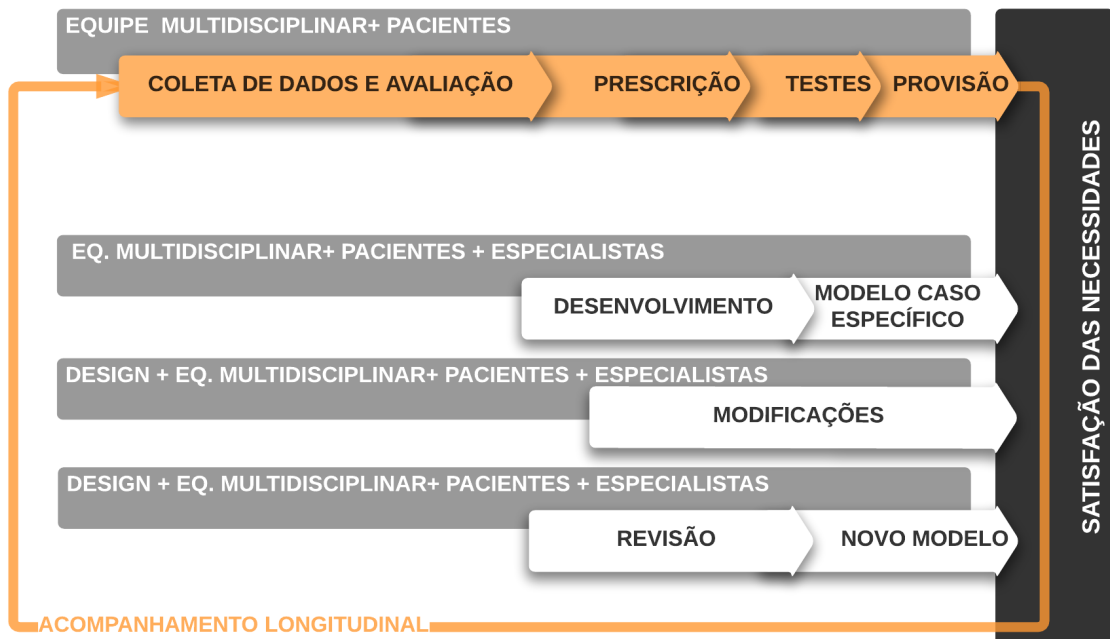 EQUIPE MULTIDISCIPLINAR+ PACIENTES
COLETA DE DADOS E AVALIAÇÃO
PRESCRIÇÃO
TESTES
PROVISÃO
EQ. MULTIDISCIPLINAR+ PACIENTES + ESPECIALISTAS
DESENVOLVIMENTO
MODELO CASO
ESPECÍFICO
DESIGN + EQ. MULTIDISCIPLINAR+ PACIENTES + ESPECIALISTAS
MODIFICAÇÕES
DESIGN + EQ. MULTIDISCIPLINAR+ PACIENTES + ESPECIALISTAS
REVISÃO
NOVO MODELO
ACOMPANHAMENTO LONGITUDINAL
SATISFAÇÃO DAS NECESSIDADES